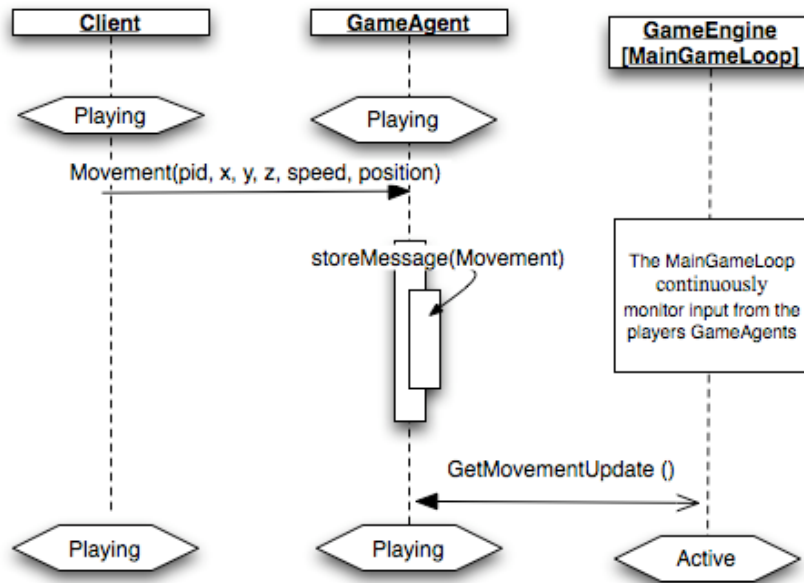 Client
GameAgent
GameEngine
[MainGameLoop]
Playing
Playing
Movement(pid, x, y, z, speed, position)
storeMessage(Movement)
The MainGameLoop
continuously
monitor input from the
players GameAgents
GetMovementUpdate ()
Playing
Playing
Active